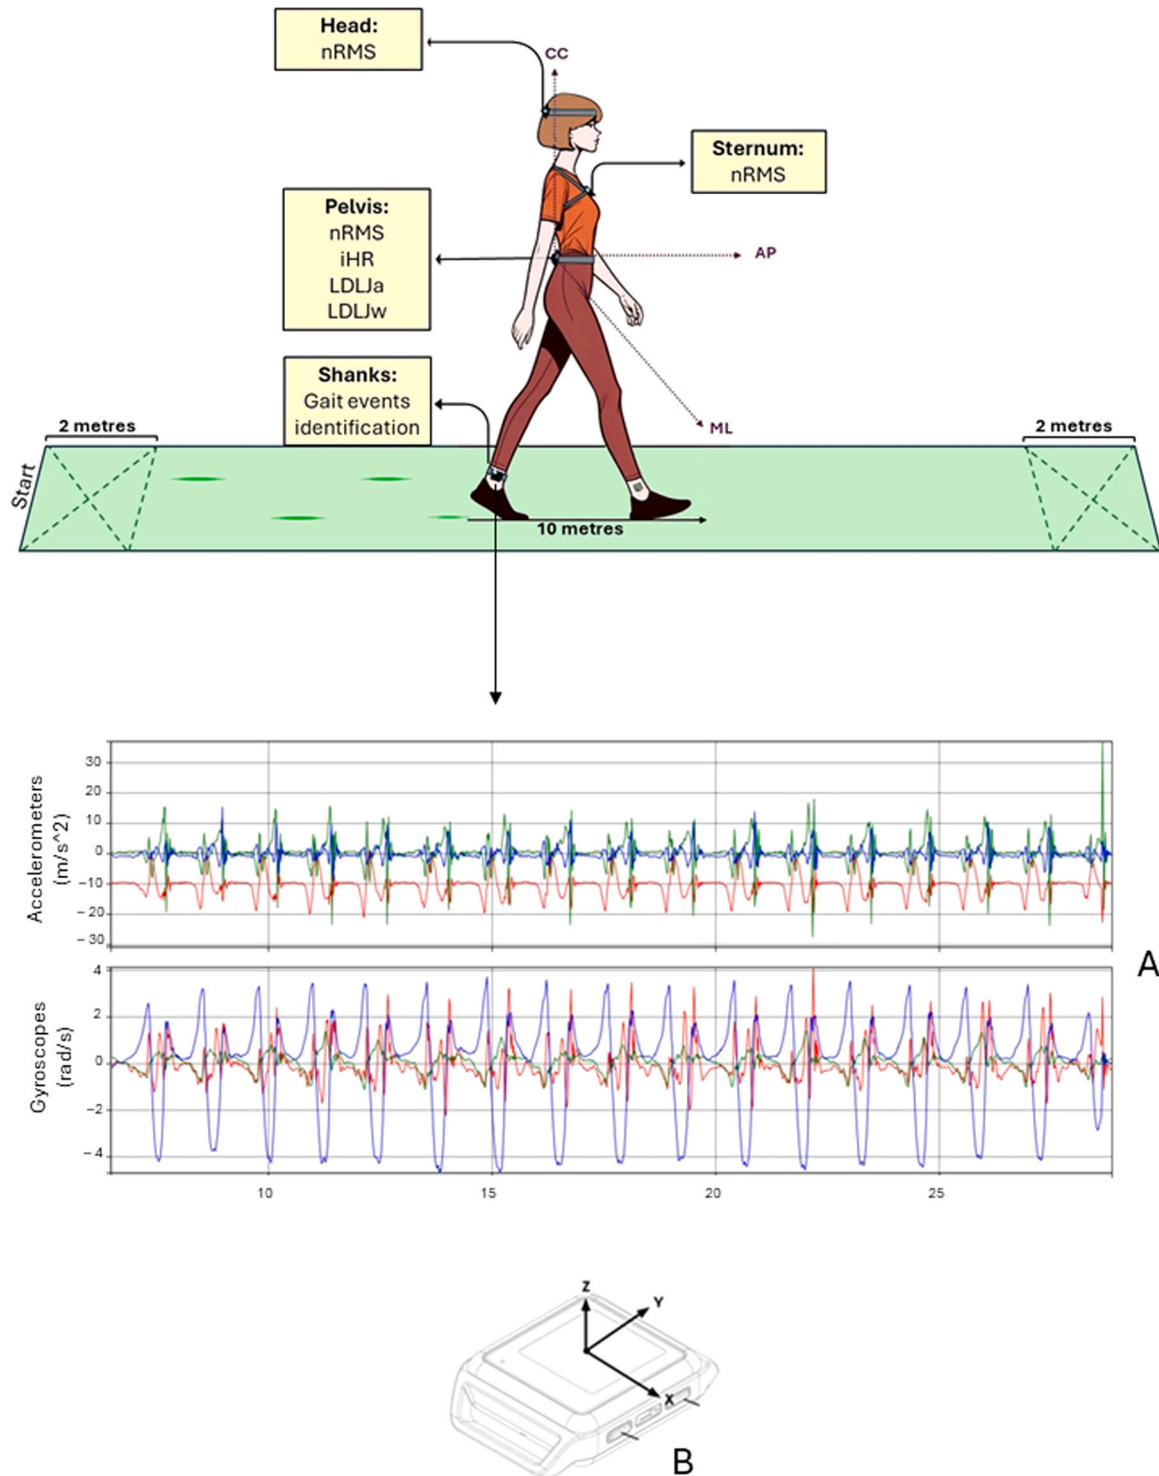 Head:
nRMS
CC
Sternum:
nRMS
Pelvis:
nRMS
iHR
LDLJa
LDLJw
AP
Shanks:
Gait events
identification
ML
2 metres
2 metres
Start
10 metres
Accelerometers
(m/s^2)
30
20
10
0
−10
−20
−30
A
Gyroscopes
(rad/s)
4
2
0
−2
−4
10
15
20
25
Z
Y
X
B